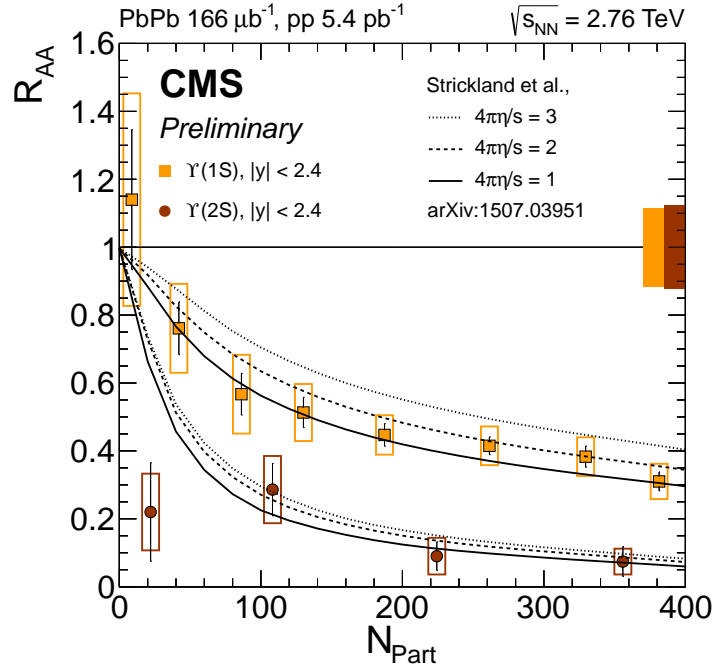 PbPb 166 μb⁻¹, pp 5.4 pb⁻¹
√s_NN = 2.76 TeV
R_AA
1.6
1.4
1.2
1
0.8
0.6
0.4
0.2
0
CMS
Preliminary
ϒ(1S), |y| < 2.4
ϒ(2S), |y| < 2.4
Strickland et al.,
4πη/s = 3
4πη/s = 2
4πη/s = 1
arXiv:1507.03951
0 100 200 300 400
N_Part